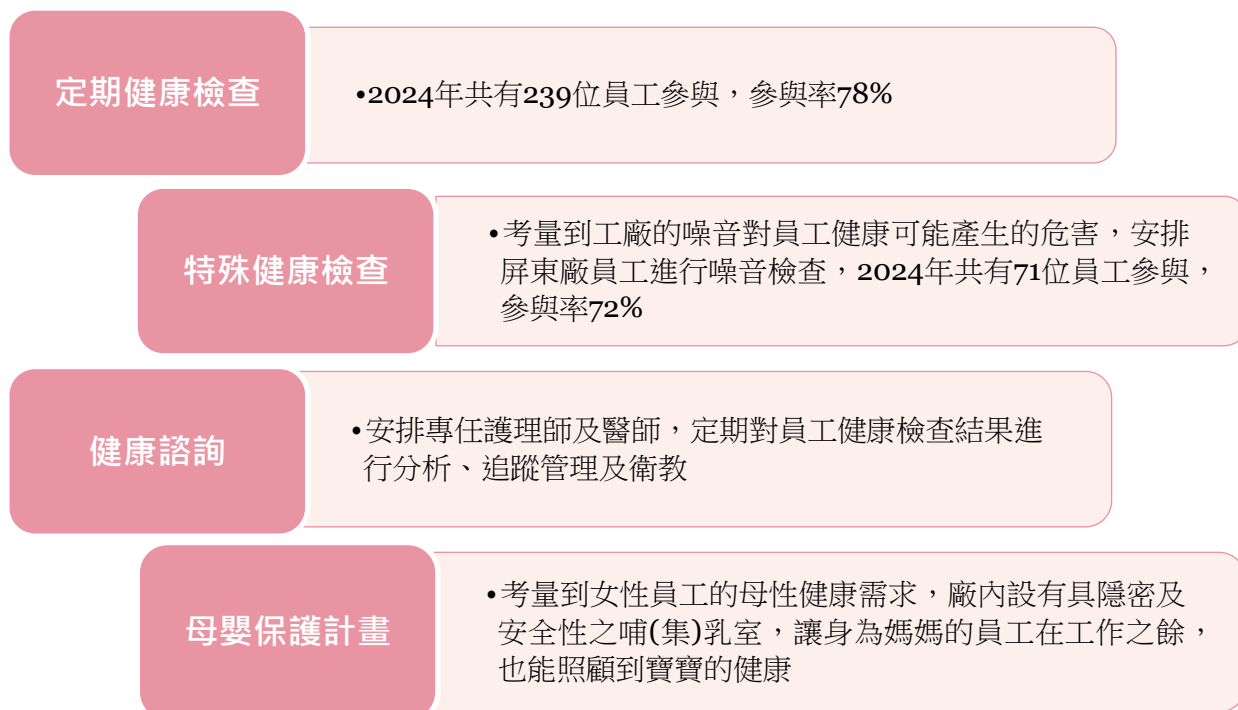 定期健康檢查
•2024年共有239位員工參與，參與率78%
特殊健康檢查
•考量到工廠的噪音對員工健康可能產生的危害，安排
屏東廠員工進行噪音檢查，2024年共有71位員工參與，
參與率72%
健康諮詢
•安排專任護理師及醫師，定期對員工健康檢查結果進
行分析、追蹤管理及衛教
母嬰保護計畫
•考量到女性員工的母性健康需求，廠內設有具隱密及
安全性之哺(集)乳室，讓身為媽媽的員工在工作之餘，
也能照顧到寶寶的健康